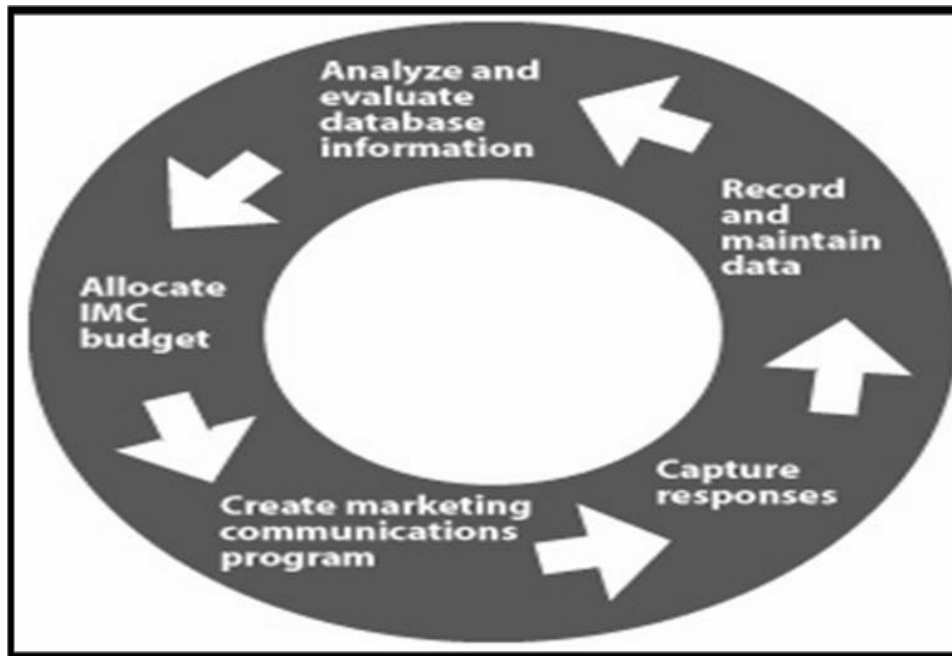 Analyze and
evaluate
database
information
Record
and
maintain
data
Allocate
IMC
budget
Capture
responses
Create marketing
communications
program